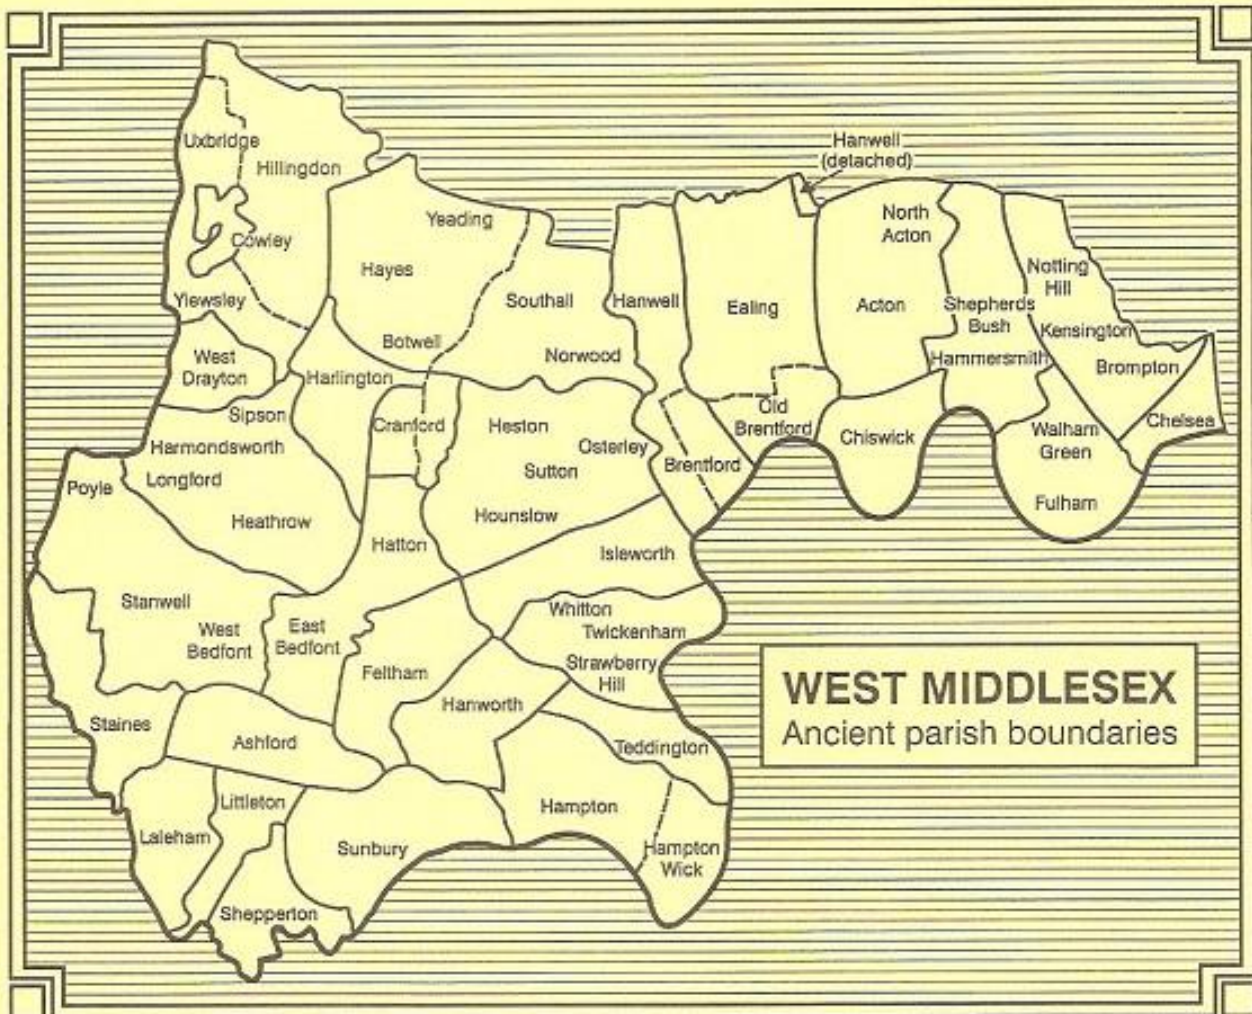 Hanwell
(detached)
Uxbridge
Hillingdon
Yeading
North
Acton
Cowley
Hayes
Notting
Hill
Yiewsley
Southall
Hanwell
Ealing
Acton
Shepherds
Bush
Kensington
Botwell
Norwood
West
Drayton
Hammersmith
Brompton
Harlington
Sipson
Cranford
Heston
Old
Brentford
Chiswick
Chelsea
Harmondsworth
Osterley
Walham
Green
Poyle
Longford
Sutton
Brentford
Fulham
Heathrow
Hounslow
Hatton
Isleworth
Stanwell
Whitton
Twickenham
West
Bedfont
East
Bedfont
Strawberry
Hill
Feltham
WEST MIDDLESEX
Ancient parish boundaries
Hanworth
Staines
Ashford
Teddington
Littleton
Hampton
Laleham
Sunbury
Hampton
Wick
Shepperton